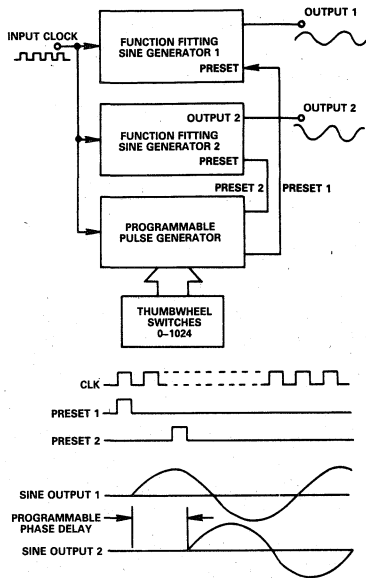 OUTPUT 1
INPUT CLOCK
FUNCTION FITTING
SINE GENERATOR 1
PRESET
OUTPUT 2
OUTPUT 2
FUNCTION FITTING
SINE GENERATOR 2
PRESET
PRESET 2
PRESET 1
PROGRAMMABLE
PULSE GENERATOR
THUMBWHEEL
SWITCHES
0–1024
CLK
PRESET 1
PRESET 2
SINE OUTPUT 1
PROGRAMMABLE
PHASE DELAY
SINE OUTPUT 2